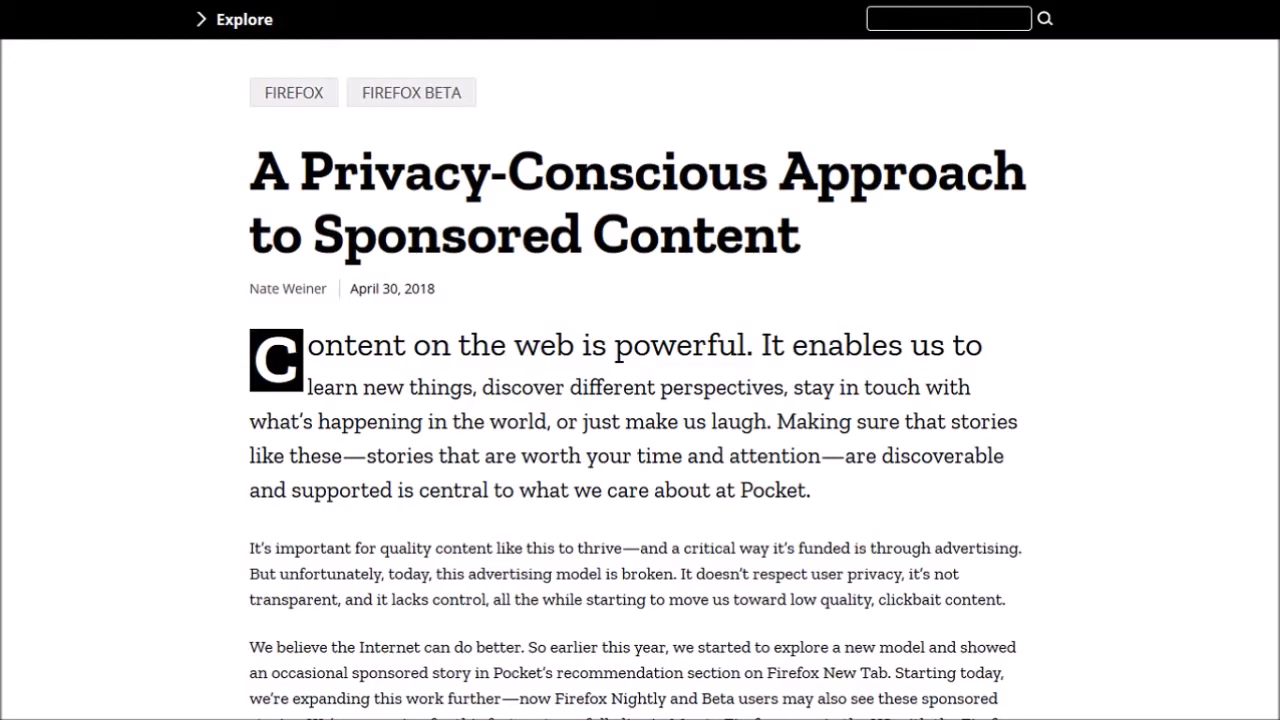 Explore
FIREFOX
FIREFOX BETA
A Privacy-Conscious Approach
to Sponsored Content
Nate Weiner
April 30, 2018
Content on the web is powerful. It enables us to
learn new things, discover different perspectives, stay in touch with
what's happening in the world, or just make us laugh. Making sure that stories
like these—stories that are worth your time and attention—are discoverable
and supported is central to what we care about at Pocket.
It's important for quality content like this to thrive—and a critical way it's funded is through advertising.
But unfortunately, today, this advertising model is broken. It doesn't respect user privacy, it's not
transparent, and it lacks control, all the while starting to move us toward low quality, clickbait content.
We believe the Internet can do better. So earlier this year, we started to explore a new model and showed
an occasional sponsored story in Pocket's recommendation section on Firefox New Tab. Starting today,
we're expanding this work further—now Firefox Nightly and Beta users may also see these sponsored